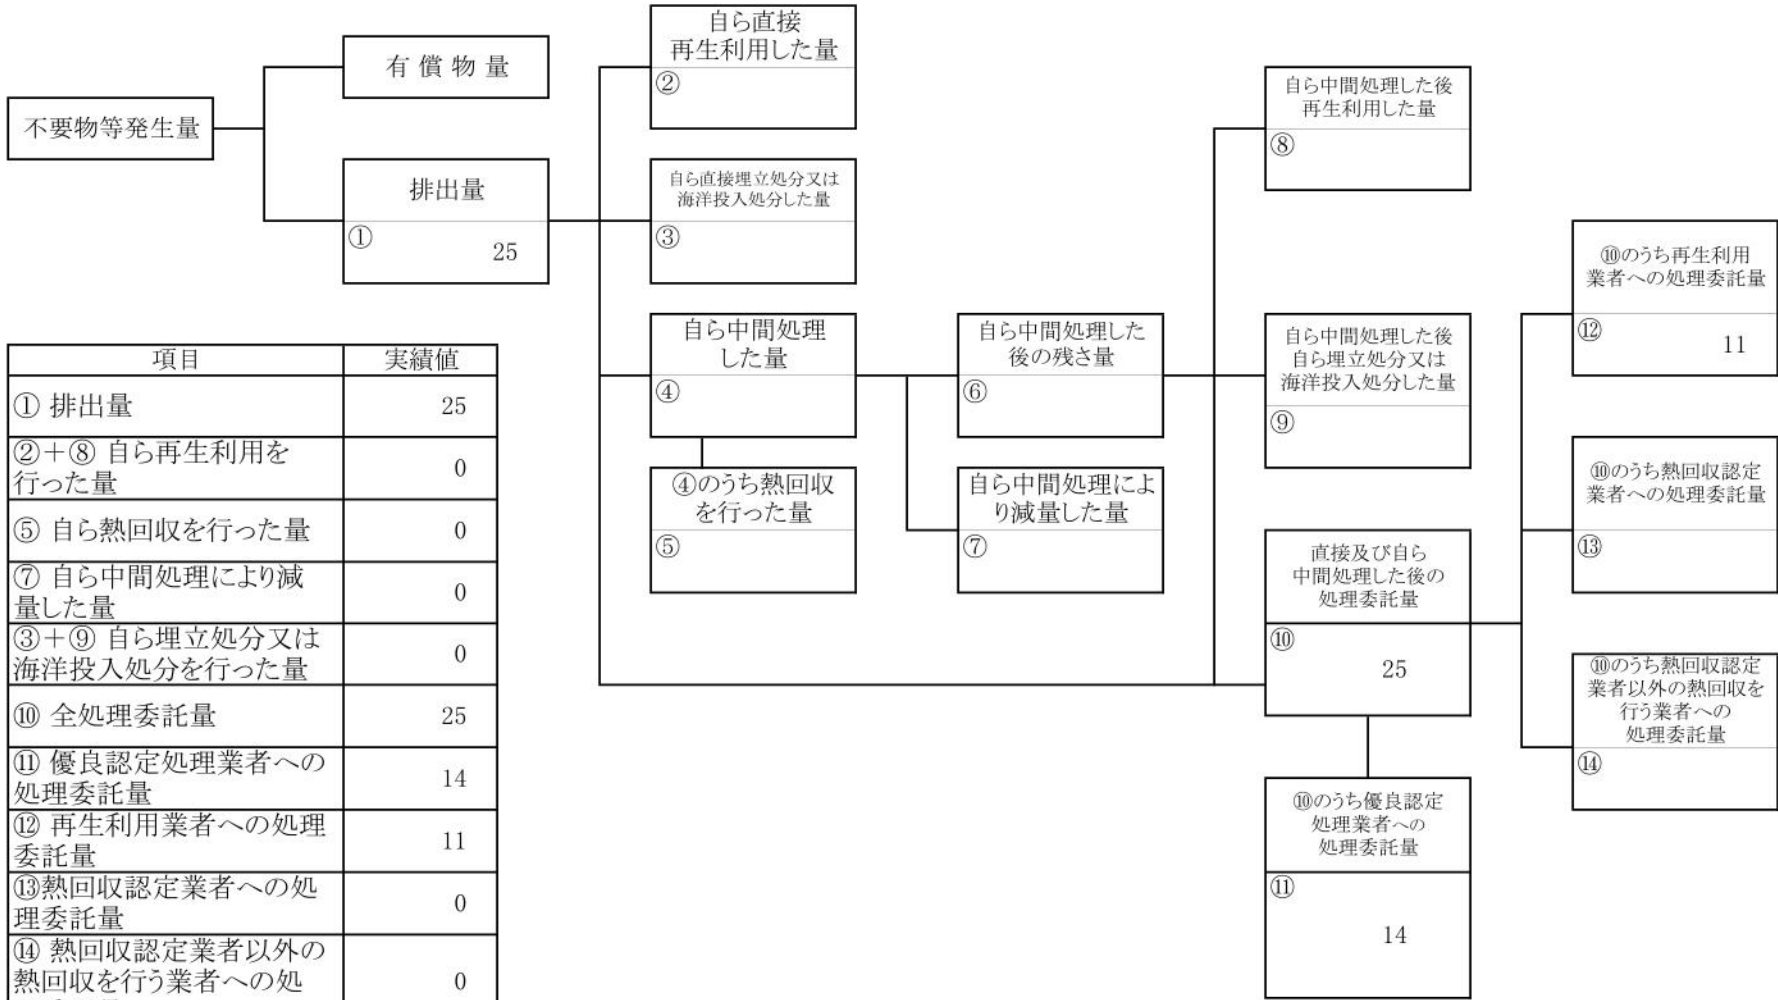 不要物等発生量
有償物量
排出量
①
25
自ら直接
再生利用した量
②
自ら直接埋立処分又は
海洋投入処分した量
③
自ら中間処理
した量
④
④のうち熱回収
を行った量
⑤
自ら中間処理した
後の残さ量
⑥
自ら中間処理によ
り減量した量
⑦
自ら中間処理した後
再生利用した量
⑧
自ら中間処理した後
自ら埋立処分又は
海洋投入処分した量
⑨
直接及び自ら
中間処理した後の
処理委託量
⑩
25
⑩のうち優良認定
処理業者への
処理委託量
⑪
14
⑩のうち再生利用
業者への処理委託量
⑫
11
⑩のうち熱回収認定
業者への処理委託量
⑬
⑩のうち熱回収認定
業者以外の熱回収を
行う業者への
処理委託量
⑭
項目 実績値
① 排出量 25
②+⑧ 自ら再生利用を
行った量 0
⑤ 自ら熱回収を行った量 0
⑦ 自ら中間処理により減
量した量 0
③+⑨ 自ら埋立処分又は
海洋投入処分を行った量 0
⑩ 全処理委託量 25
⑪ 優良認定処理業者への
処理委託量 14
⑫ 再生利用業者への処理
委託量 11
⑬熱回収認定業者への処
理委託量 0
⑭ 熱回収認定業者以外の
熱回収を行う業者への処 0